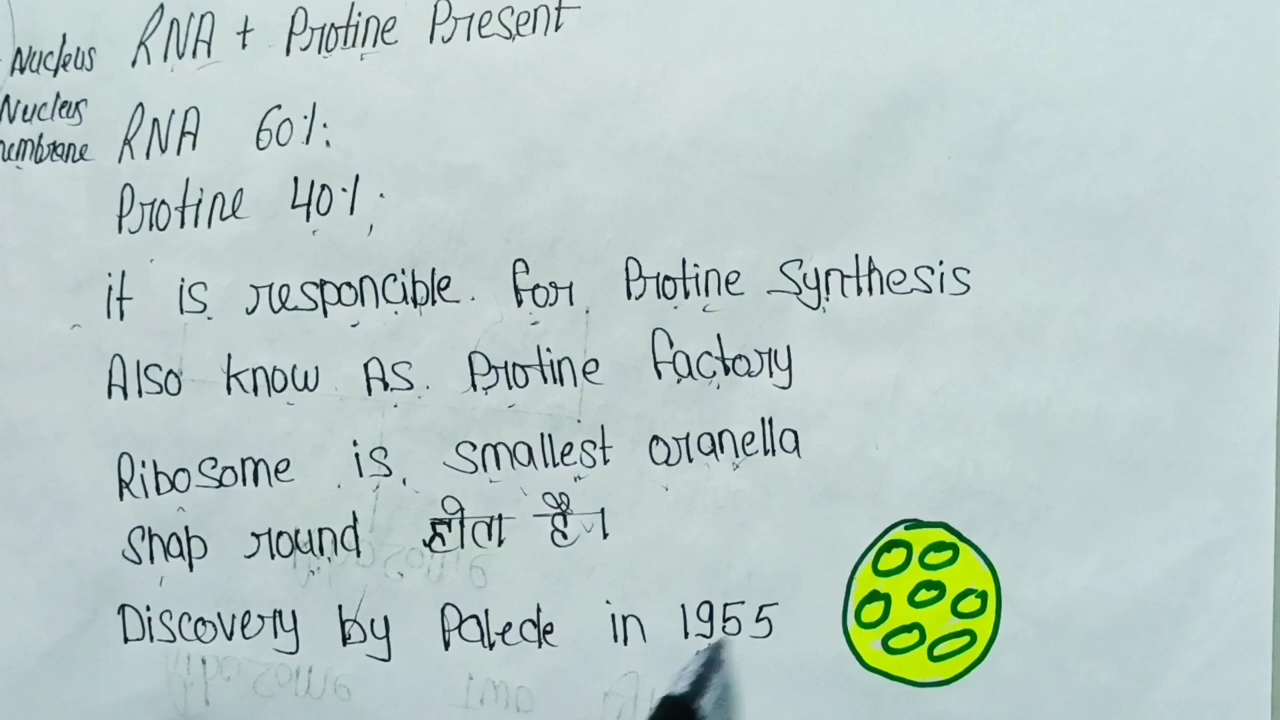 RNA + Protine Present
Nucleus
Nucleus
membrane
RNA 60%
Protine 40%
it is responcible for Protine Synthesis
Also know As Protine factory
Ribosome is smallest oranella
Shap round होता है।
Discovery by Palede in 1955